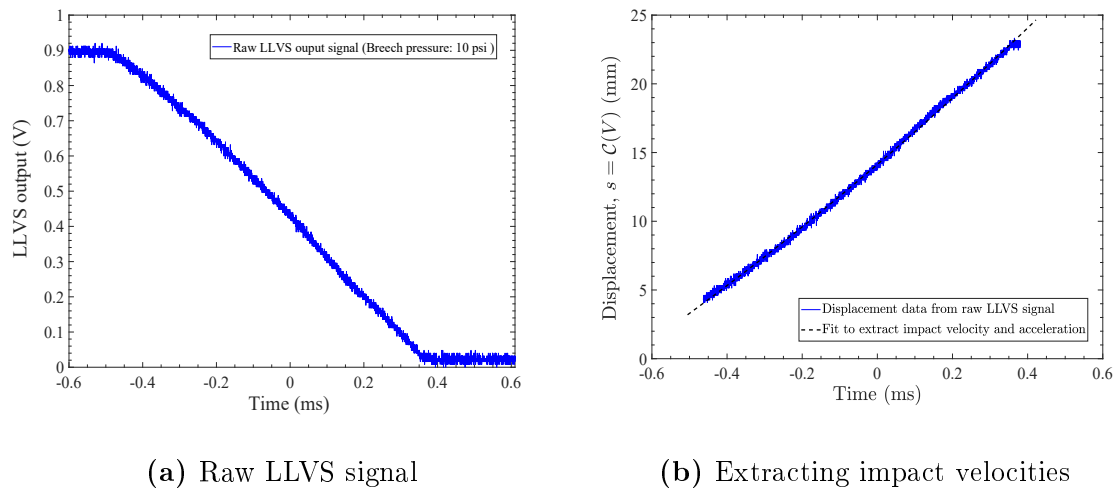 1
0.9
0.8
0.7
0.6
0.5
0.4
0.3
0.2
0.1
0
LLVS output (V)
Raw LLVS ouput signal (Breech pressure: 10 psi )
-0.6 -0.4 -0.2 0 0.2 0.4 0.6
Time (ms)
(a) Raw LLVS signal
25
20
15
10
5
0
Displacement, s = C(V) (mm)
Displacement data from raw LLVS signal
Fit to extract impact velocity and acceleration
-0.6 -0.4 -0.2 0 0.2 0.4 0.6
Time (ms)
(b) Extracting impact velocities